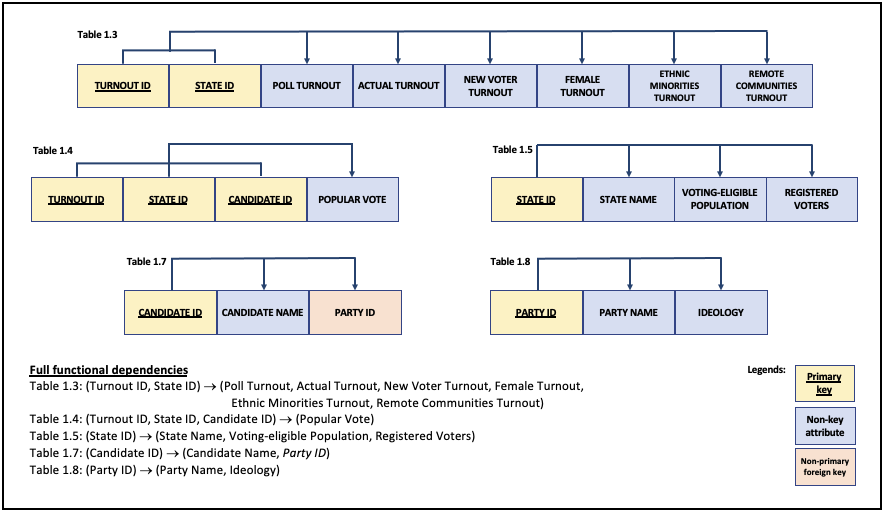 Table 1.3
TURNOUT ID STATE ID POLL TURNOUT ACTUAL TURNOUT NEW VOTER TURNOUT FEMALE TURNOUT ETHNIC MINORITIES TURNOUT REMOTE COMMUNITIES TURNOUT
Table 1.4
TURNOUT ID STATE ID CANDIDATE ID POPULAR VOTE
Table 1.5
STATE ID STATE NAME VOTING-ELIGIBLE POPULATION REGISTERED VOTERS
Table 1.7
CANDIDATE ID CANDIDATE NAME PARTY ID
Table 1.8
PARTY ID PARTY NAME IDEOLOGY
Full functional dependencies
Table 1.3: (Turnout ID, State ID) → (Poll Turnout, Actual Turnout, New Voter Turnout, Female Turnout,
Ethnic Minorities Turnout, Remote Communities Turnout)
Table 1.4: (Turnout ID, State ID, Candidate ID) → (Popular Vote)
Table 1.5: (State ID) → (State Name, Voting-eligible Population, Registered Voters)
Table 1.7: (Candidate ID) → (Candidate Name, Party ID)
Table 1.8: (Party ID) → (Party Name, Ideology)
Legends:
Primary
key
Non-key
attribute
Non-primary
foreign key